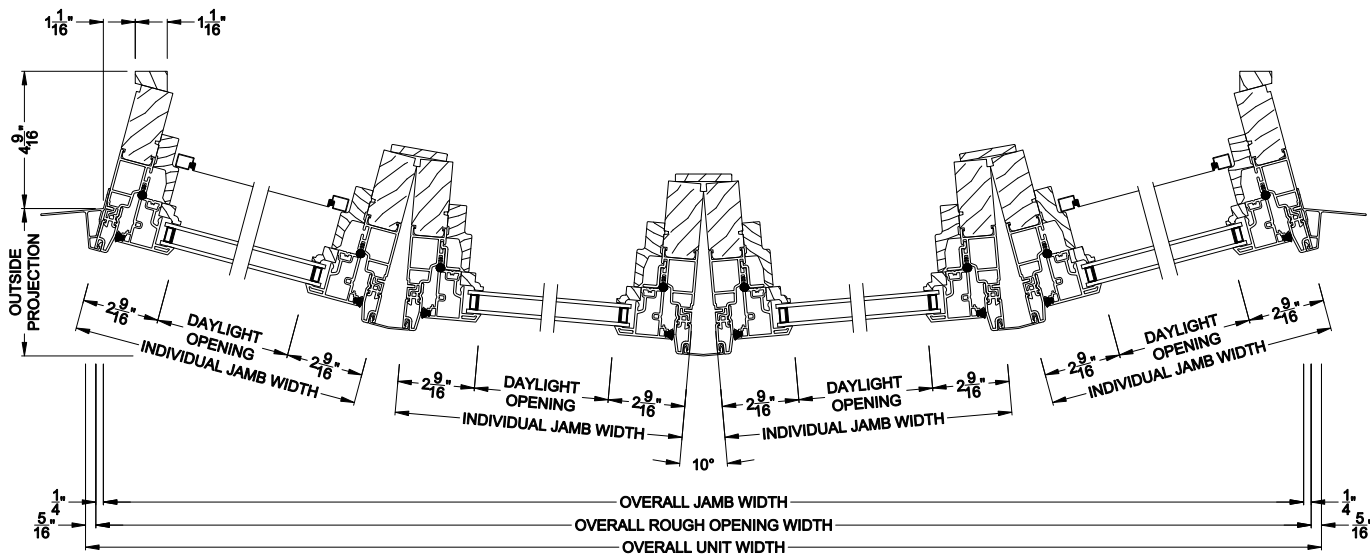 1 1/16" 1 1/16"
4 9/16"
OUTSIDE
PROJECTION
2 9/16"
DAYLIGHT
OPENING
2 9/16"
INDIVIDUAL JAMB WIDTH
2 9/16"
DAYLIGHT
OPENING
2 9/16"
INDIVIDUAL JAMB WIDTH
2 9/16"
DAYLIGHT
OPENING
2 9/16"
INDIVIDUAL JAMB WIDTH
2 9/16"
DAYLIGHT
OPENING
2 9/16"
INDIVIDUAL JAMB WIDTH
10°
1/4" OVERALL JAMB WIDTH 1/4"
5/16" OVERALL ROUGH OPENING WIDTH 5/16"
OVERALL UNIT WIDTH